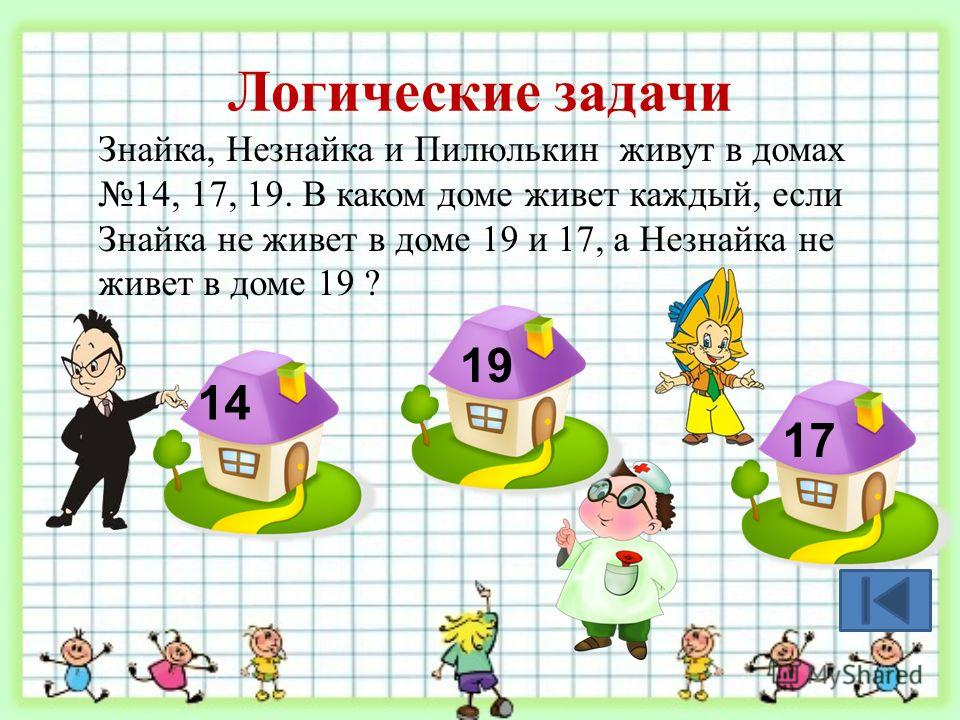 Логические задачи
Знайка, Незнайка и Пилюлькин живут в домах
№14, 17, 19. В каком доме живет каждый, если
Знайка не живет в доме 19 и 17, а Незнайка не
живет в доме 19 ?
19
14
17
MyShared